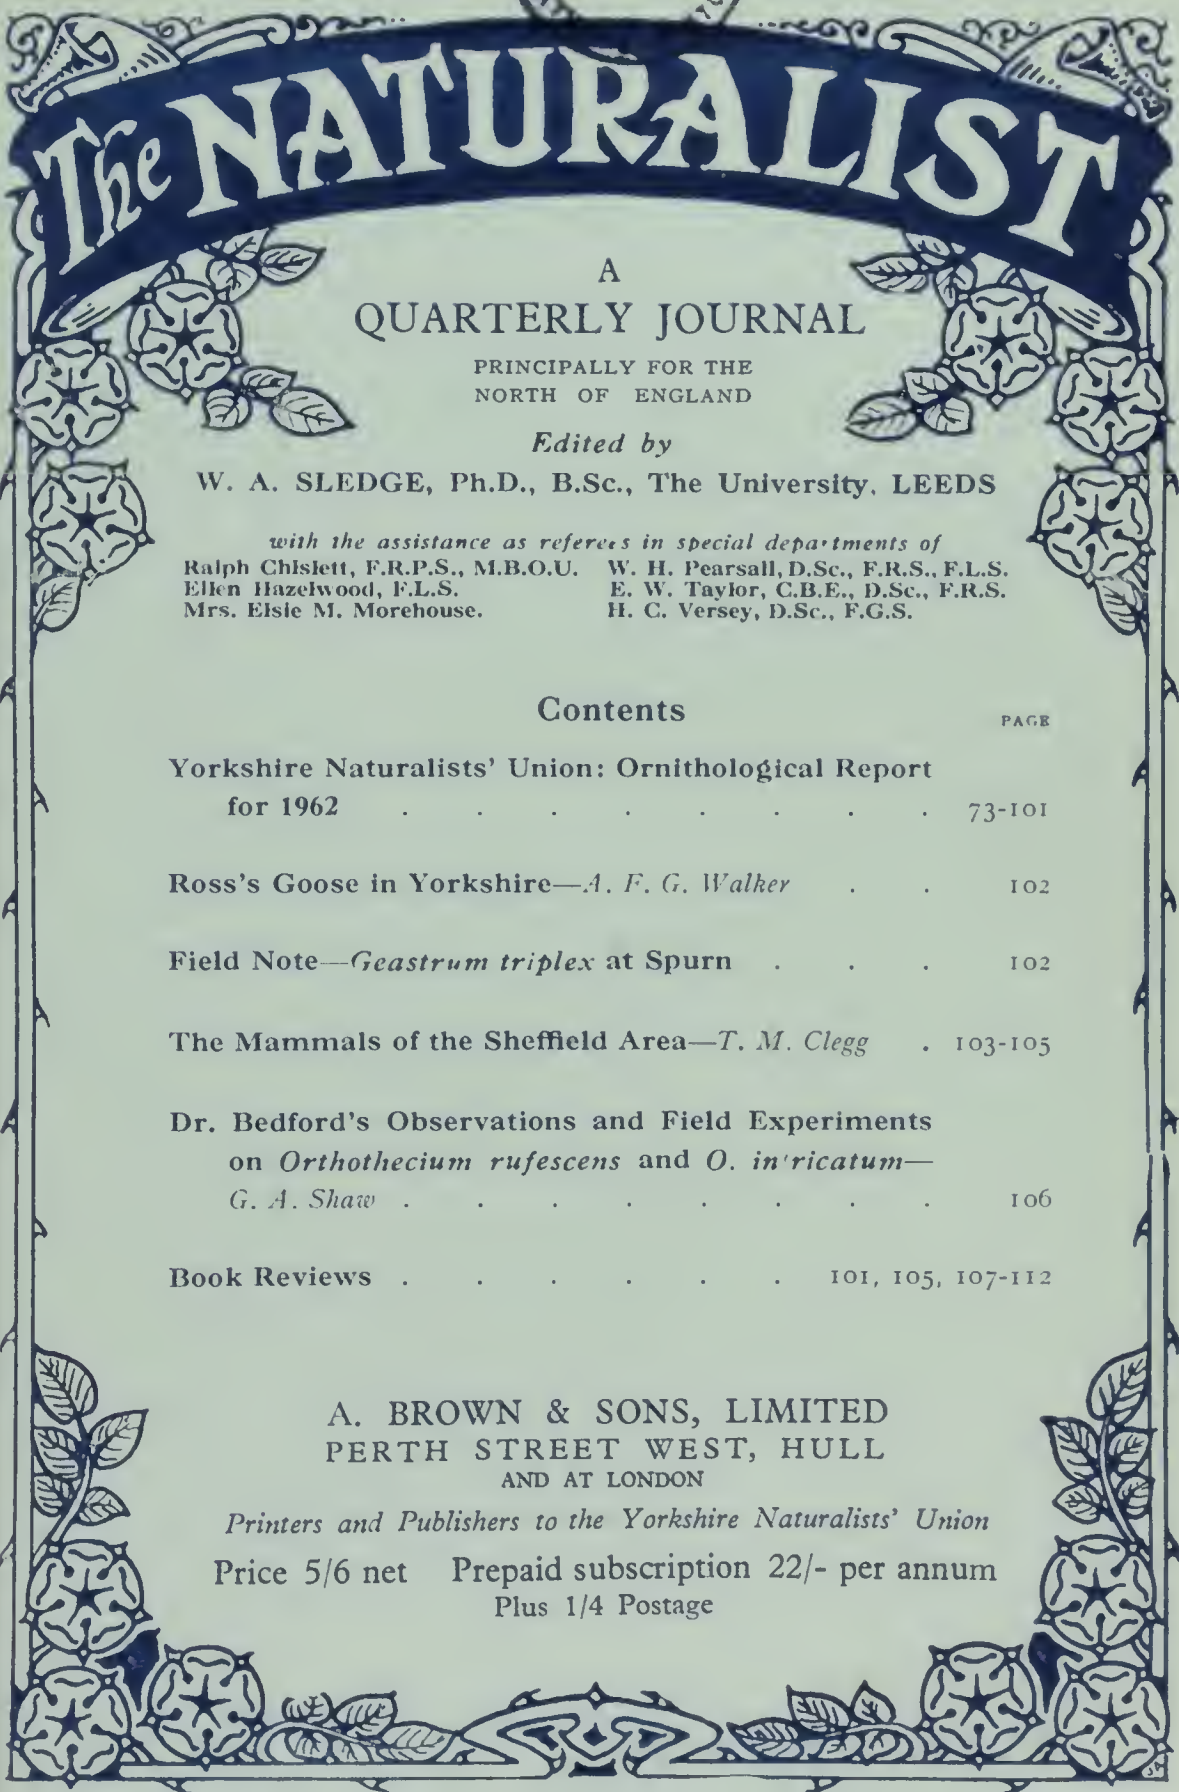 The NATURALIST
A
QUARTERLY JOURNAL
PRINCIPALLY FOR THE
NORTH OF ENGLAND
Edited by
W. A. SLEDGE, Ph.D., B.Sc., The University, LEEDS
with the assistance as referees in special departments of
Ralph Chislett, F.R.P.S., M.B.O.U. W. H. Pearsall, D.Sc., F.R.S., F.L.S.
Ellen Hazelwood, F.L.S. E. W. Taylor, C.B.E., D.Sc., F.R.S.
Mrs. Elsie M. Morehouse. H. C. Versey, D.Sc., F.G.S.
Contents
PAGE
Yorkshire Naturalists' Union: Ornithological Report
for 1962 . . . . . . . . 73-101
Ross's Goose in Yorkshire—A. F. G. Walker . . 102
Field Note—Geastrum triplex at Spurn . . . 102
The Mammals of the Sheffield Area—T. M. Clegg . 103-105
Dr. Bedford's Observations and Field Experiments
on Orthothecium rufescens and O. intricatum—
G. A. Shaw . . . . . . . . 106
Book Reviews . . . . . . 101, 105, 107-112
A. BROWN & SONS, LIMITED
PERTH STREET WEST, HULL
AND AT LONDON
Printers and Publishers to the Yorkshire Naturalists' Union
Price 5/6 net Prepaid subscription 22/- per annum
Plus 1/4 Postage